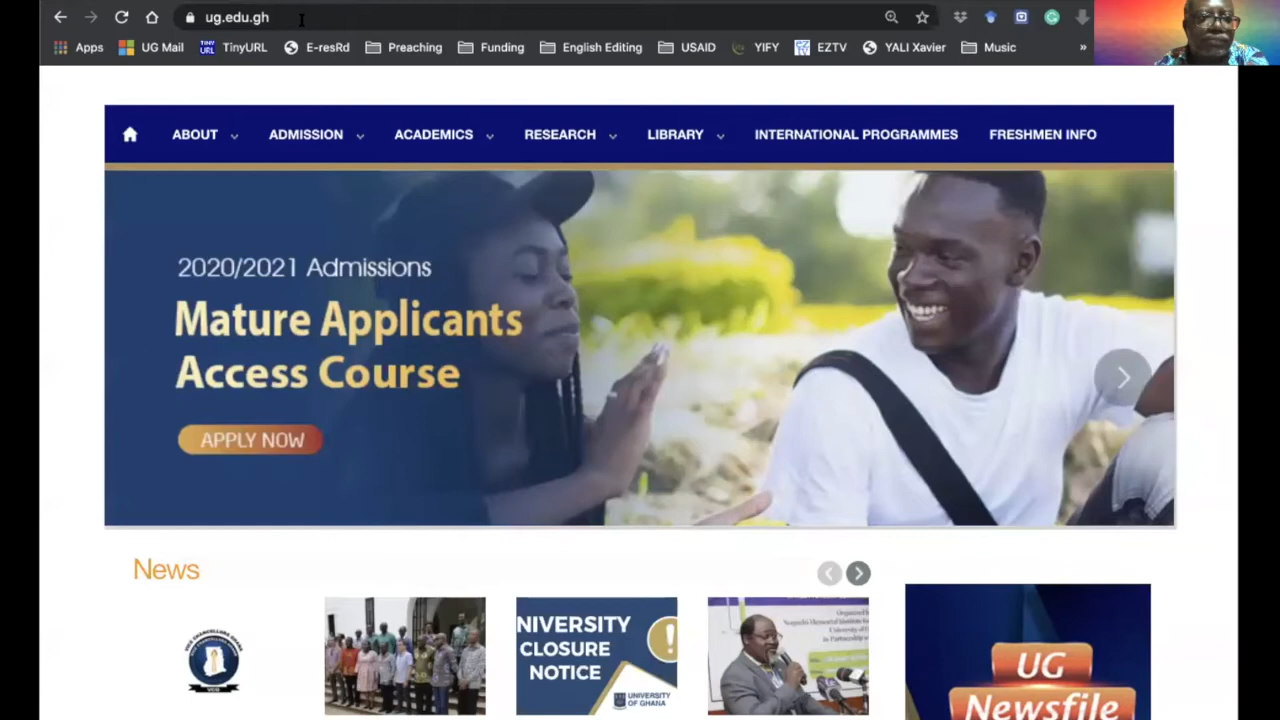 ug.edu.gh
Apps UG Mail TINY URL TinyURL E-resRd Preaching Funding English Editing USAID YIFY EZTV YALI Xavier Music »
ABOUT ADMISSION ACADEMICS RESEARCH LIBRARY INTERNATIONAL PROGRAMMES FRESHMEN INFO
2020/2021 Admissions
Mature Applicants
Access Course
APPLY NOW
News
NIVERSITY
CLOSURE
NOTICE
UNIVERSITY
OF GHANA
UG
Newsfile